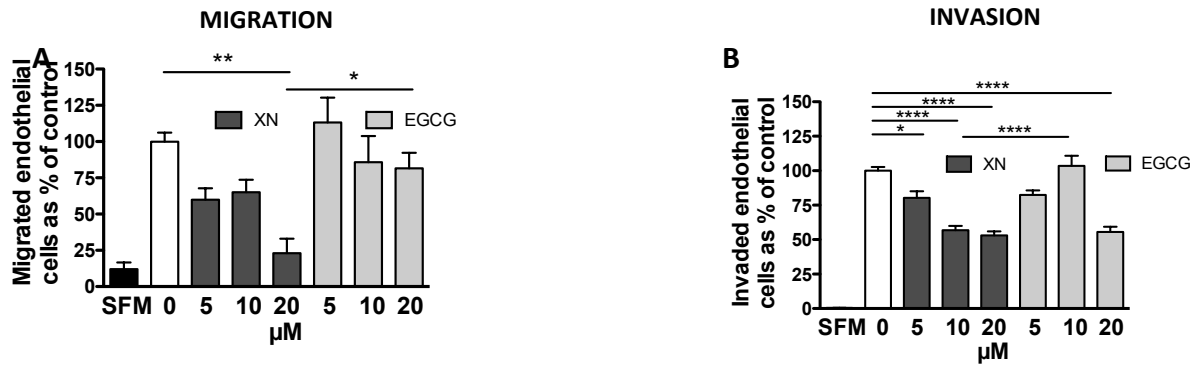 MIGRATION
A
Migrated endothelial
cells as % of control
150
125
100
75
50
25
0
**
*
XN
EGCG
SFM 0 5 10 20 5 10 20
µM
INVASION
B
Invaded endothelial
cells as % of control
150
125
100
75
50
25
0
****
****
****
*
****
XN
EGCG
SFM 0 5 10 20 5 10 20
µM